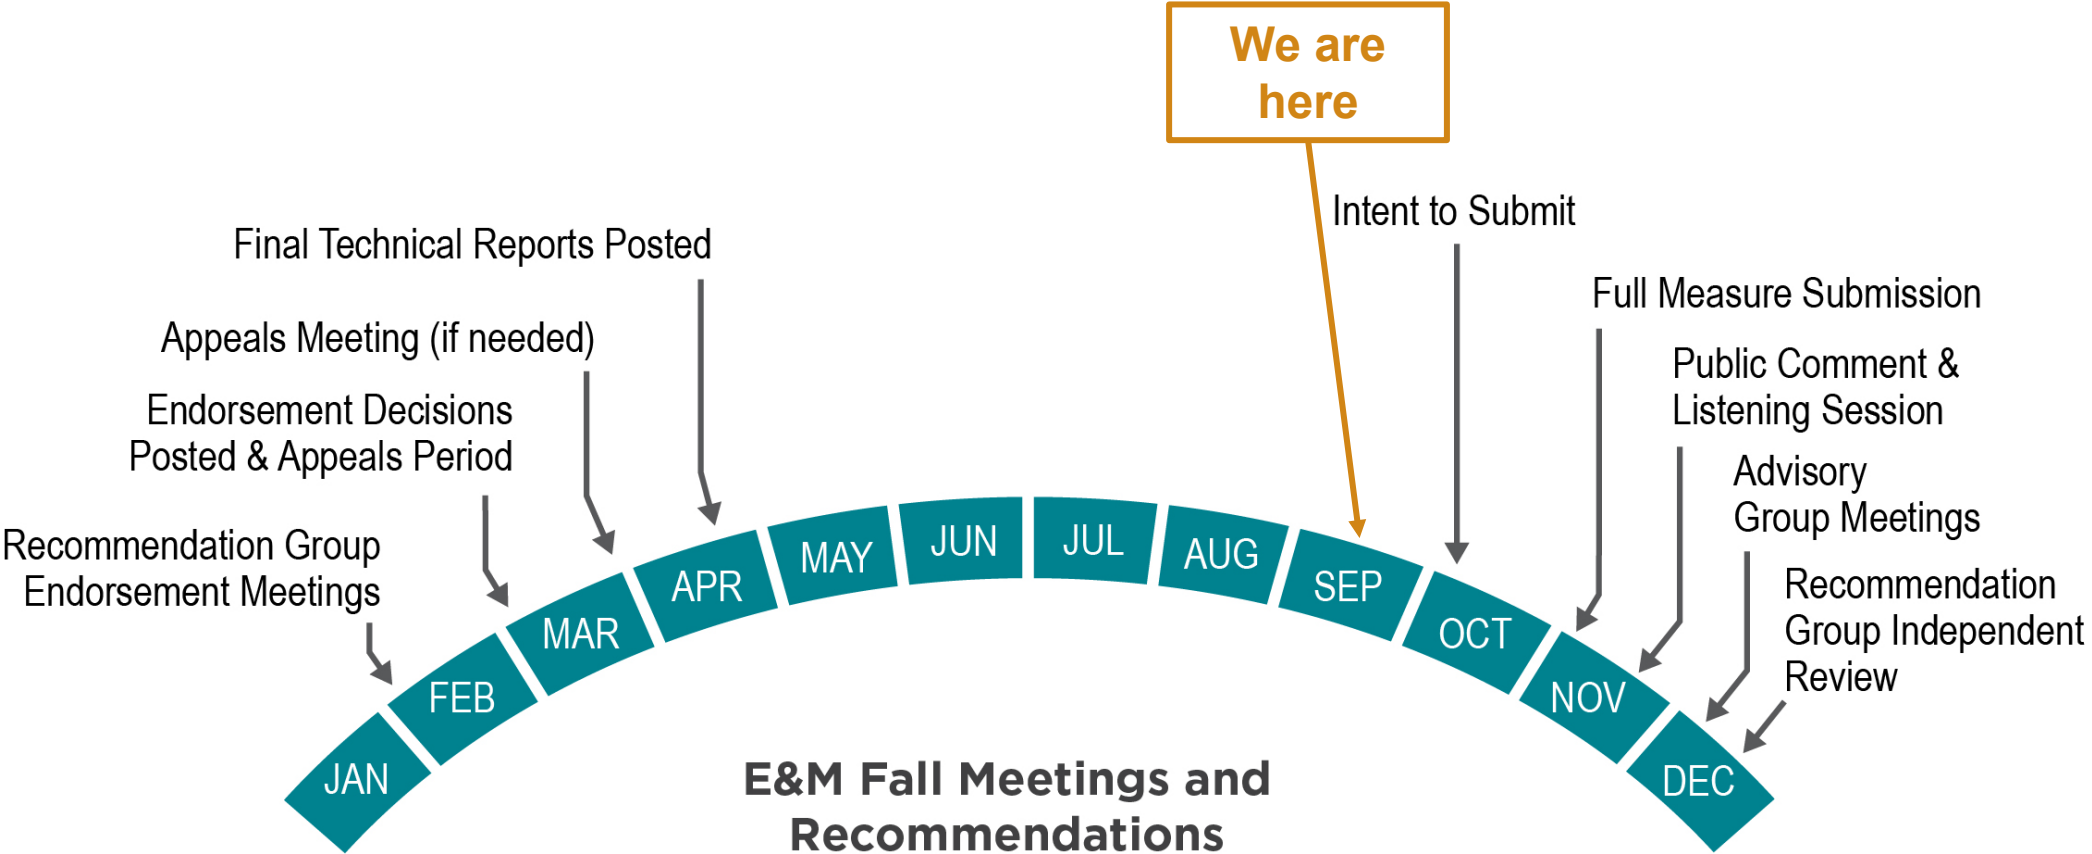 We are
here
Intent to Submit
Final Technical Reports Posted
Full Measure Submission
Appeals Meeting (if needed)
Public Comment &
Listening Session
Endorsement Decisions
Posted & Appeals Period
Advisory
Group Meetings
Recommendation Group
Endorsement Meetings
Recommendation
Group Independent
Review
JAN
FEB
MAR
APR
MAY
JUN
JUL
AUG
SEP
OCT
NOV
DEC
E&M Fall Meetings and
Recommendations